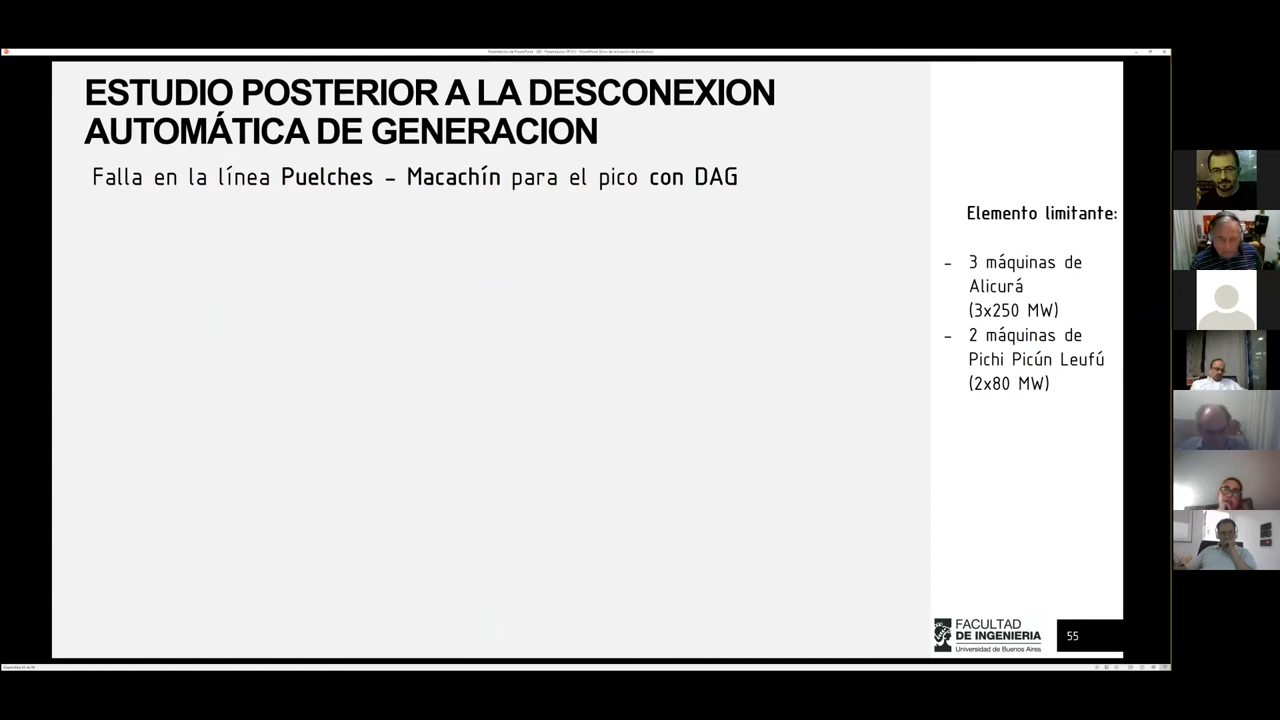 ESTUDIO POSTERIOR A LA DESCONEXION
AUTOMÁTICA DE GENERACION
Falla en la línea Puelches - Macachín para el pico con DAG
Elemento limitante:
- 3 máquinas de
Alicurá
(3x250 MW)
- 2 máquinas de
Pichi Picún Leufú
(2x80 MW)
FACULTAD
DE INGENIERIA
Universidad de Buenos Aires
55